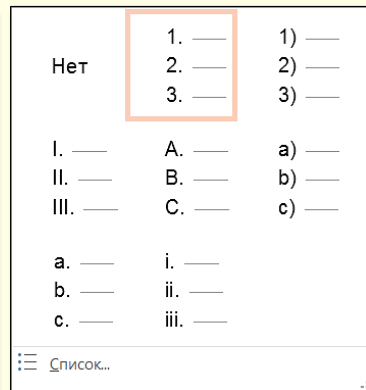 1. 1)
Нет 2. 2)
3. 3)
I. A. a)
II. B. b)
III. C. c)
a. i.
b. ii.
c. iii.
Список...